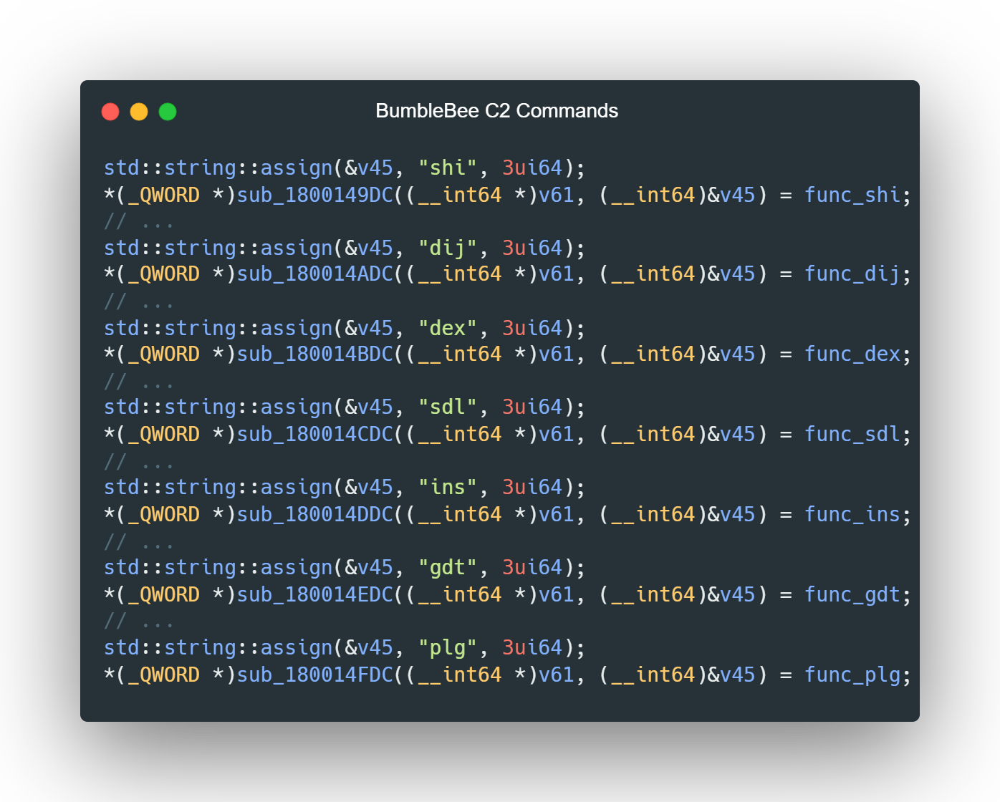 BumbleBee C2 Commands
std::string::assign(&v45, "shi", 3ui64);
*(_QWORD *)sub_1800149DC((__int64 *)v61, (__int64)&v45) = func_shi;
// ...
std::string::assign(&v45, "dij", 3ui64);
*(_QWORD *)sub_180014ADC((__int64 *)v61, (__int64)&v45) = func_dij;
// ...
std::string::assign(&v45, "dex", 3ui64);
*(_QWORD *)sub_180014BDC((__int64 *)v61, (__int64)&v45) = func_dex;
// ...
std::string::assign(&v45, "sdl", 3ui64);
*(_QWORD *)sub_180014CDC((__int64 *)v61, (__int64)&v45) = func_sdl;
// ...
std::string::assign(&v45, "ins", 3ui64);
*(_QWORD *)sub_180014DDC((__int64 *)v61, (__int64)&v45) = func_ins;
// ...
std::string::assign(&v45, "gdt", 3ui64);
*(_QWORD *)sub_180014EDC((__int64 *)v61, (__int64)&v45) = func_gdt;
// ...
std::string::assign(&v45, "plg", 3ui64);
*(_QWORD *)sub_180014FDC((__int64 *)v61, (__int64)&v45) = func_plg;